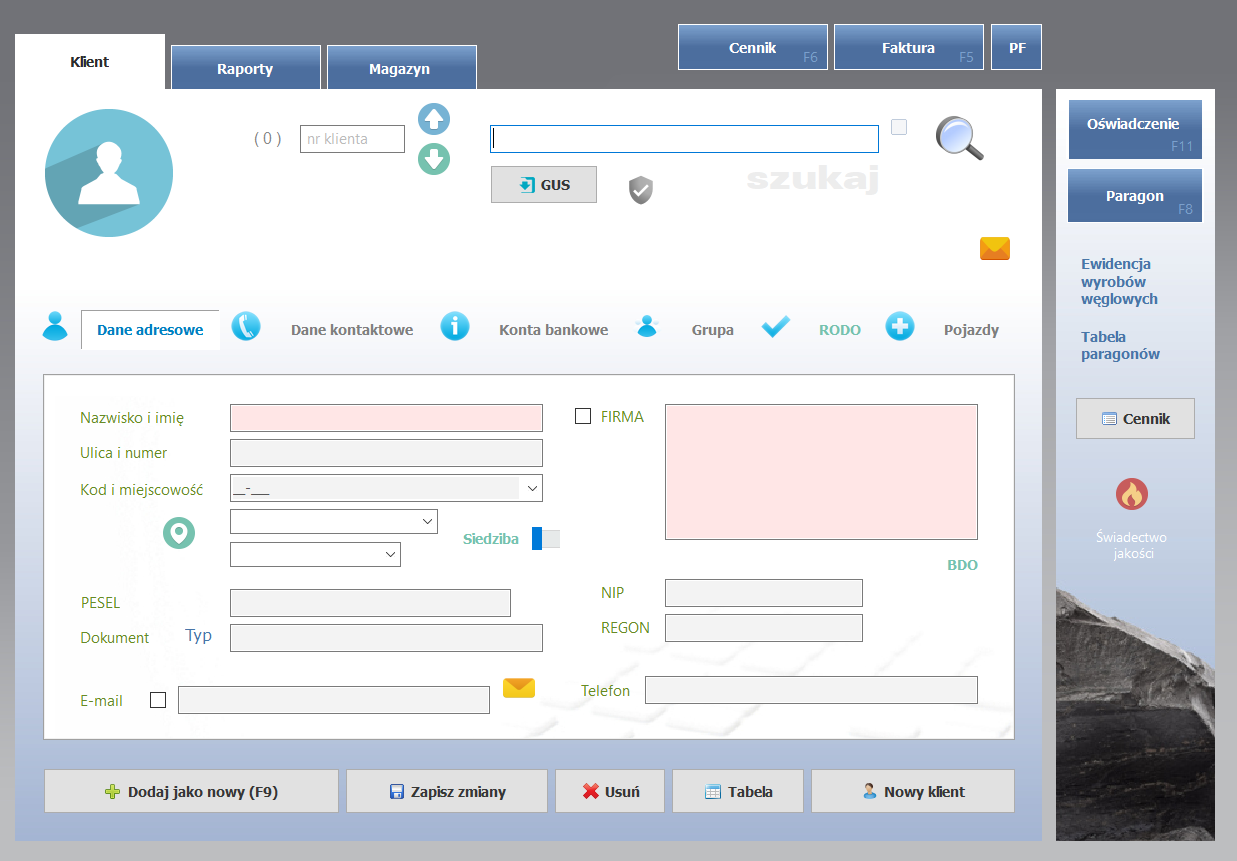 Klient
Raporty
Magazyn
Cennik F6
Faktura F5
PF
( 0 )
nr klienta
GUS
szukaj
Oświadczenie
F11
Paragon
F8
Ewidencja
wyrobów
węglowych
Tabela
paragonów
Cennik
Świadectwo
jakości
Dane adresowe
Dane kontaktowe
Konta bankowe
Grupa
RODO
Pojazdy
Nazwisko i imię
FIRMA
Ulica i numer
Kod i miejscowość
__-___
Siedziba
BDO
PESEL
NIP
Dokument
Typ
REGON
E-mail
Telefon
Dodaj jako nowy (F9)
Zapisz zmiany
Usuń
Tabela
Nowy klient